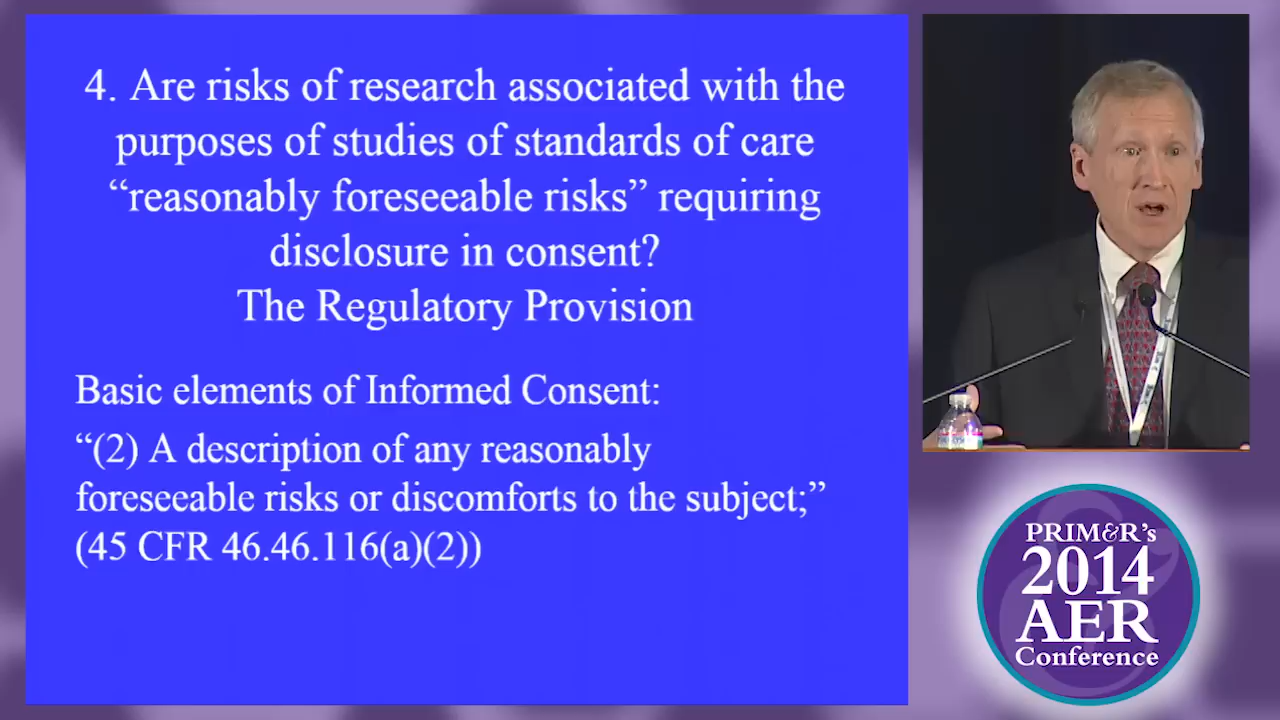 4. Are risks of research associated with the
purposes of studies of standards of care
“reasonably foreseeable risks” requiring
disclosure in consent?
The Regulatory Provision
Basic elements of Informed Consent:
“(2) A description of any reasonably
foreseeable risks or discomforts to the subject;”
(45 CFR 46.46.116(a)(2))
PRIM&R’s
2014
AER
Conference